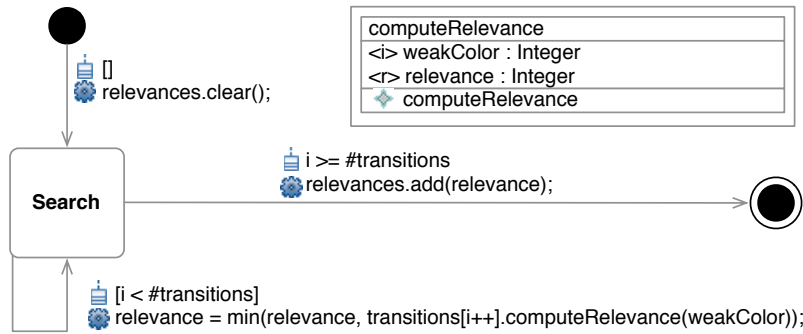 computeRelevance
<i> weakColor : Integer
<r> relevance : Integer
computeRelevance
[]
relevances.clear();
Search
i >= #transitions
relevances.add(relevance);
[i < #transitions]
relevance = min(relevance, transitions[i++].computeRelevance(weakColor));